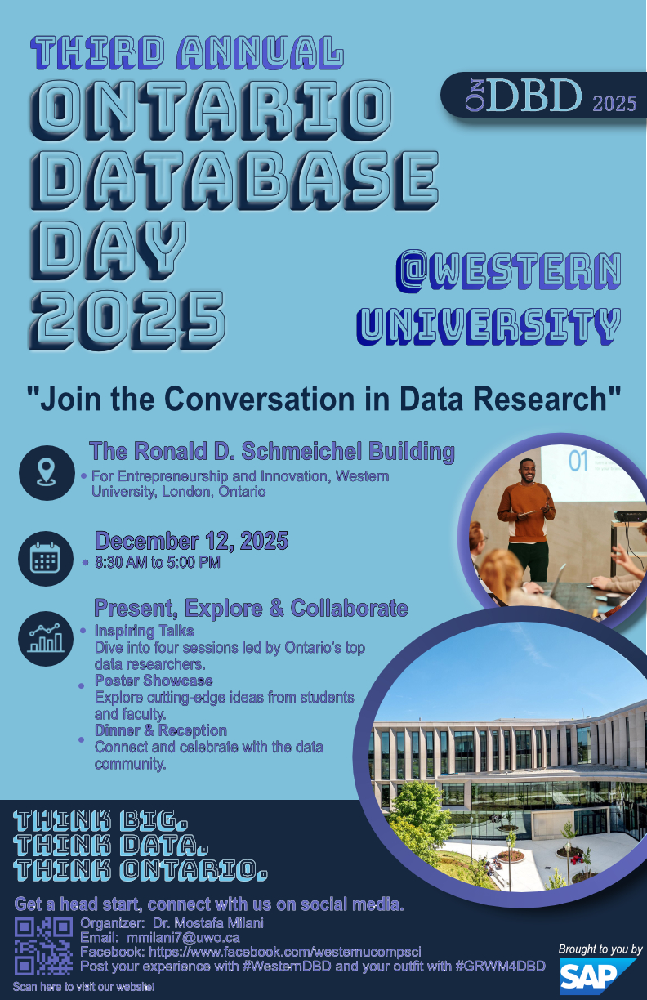 THIRD ANNUAL
ONTARIO
DATABASE
DAY
2025
ONDBD 2025
@WESTERN
UNIVERSITY
"Join the Conversation in Data Research"
The Ronald D. Schmeichel Building
• For Entrepreneurship and Innovation, Western
University, London, Ontario
01
December 12, 2025
• 8:30 AM to 5:00 PM
Present, Explore & Collaborate
• Inspiring Talks
Dive into four sessions led by Ontario's top
data researchers.
• Poster Showcase
Explore cutting-edge ideas from students
and faculty.
• Dinner & Reception
Connect and celebrate with the data
community.
THINK BIG.
THINK DATA.
THINK ONTARIO.
Get a head start, connect with us on social media.
Organizer: Dr. Mostafa Milani
Email: mmilani7@uwo.ca
Facebook: https://www.facebook.com/westernucompsci
Post your experience with #WesternDBD and your outfit with #GRWM4DBD
Scan here to visit our website!
Brought to you by
SAP